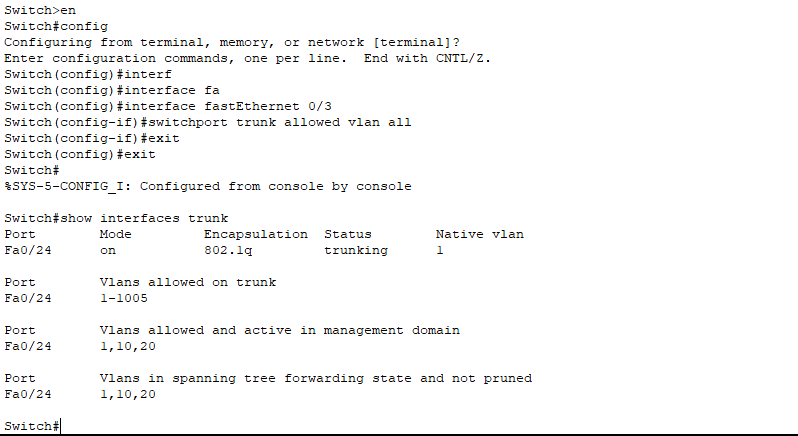 Switch>en
Switch#config
Configuring from terminal, memory, or network [terminal]?
Enter configuration commands, one per line.  End with CNTL/Z.
Switch(config)#interf
Switch(config)#interface fa
Switch(config)#interface fastEthernet 0/3
Switch(config-if)#switchport trunk allowed vlan all
Switch(config-if)#exit
Switch(config)#exit
Switch#
%SYS-5-CONFIG_I: Configured from console by console

Switch#show interfaces trunk
Port        Mode         Encapsulation  Status        Native vlan
Fa0/24      on           802.1q         trunking      1

Port        Vlans allowed on trunk
Fa0/24      1-1005

Port        Vlans allowed and active in management domain
Fa0/24      1,10,20

Port        Vlans in spanning tree forwarding state and not pruned
Fa0/24      1,10,20

Switch#